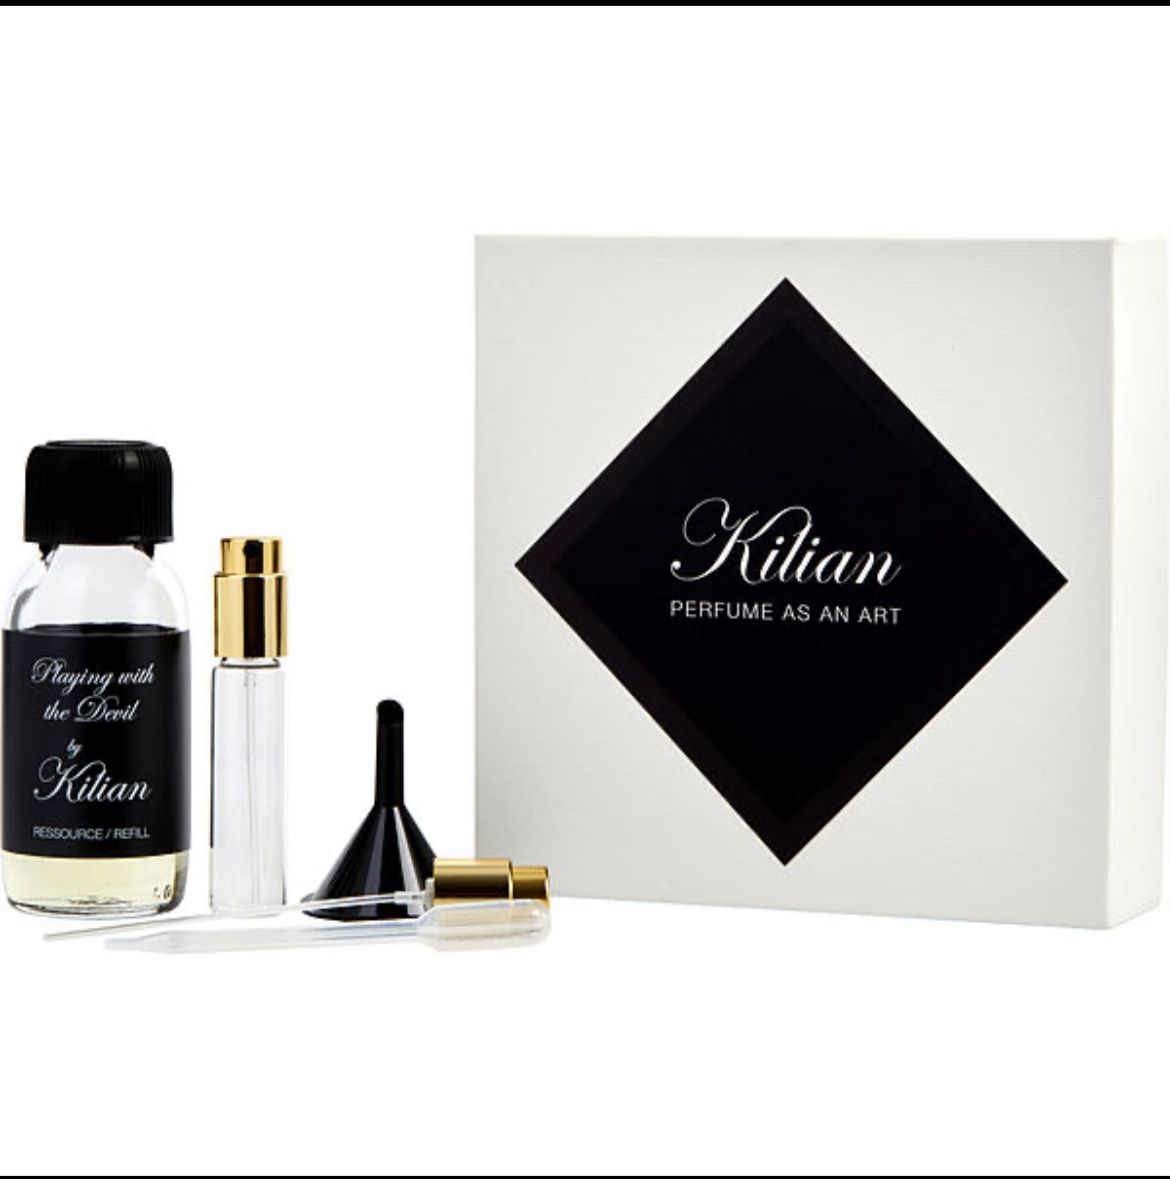 Playing with
the Devil
by
Kilian
RESSOURCE / REFILL
Kilian
PERFUME AS AN ART